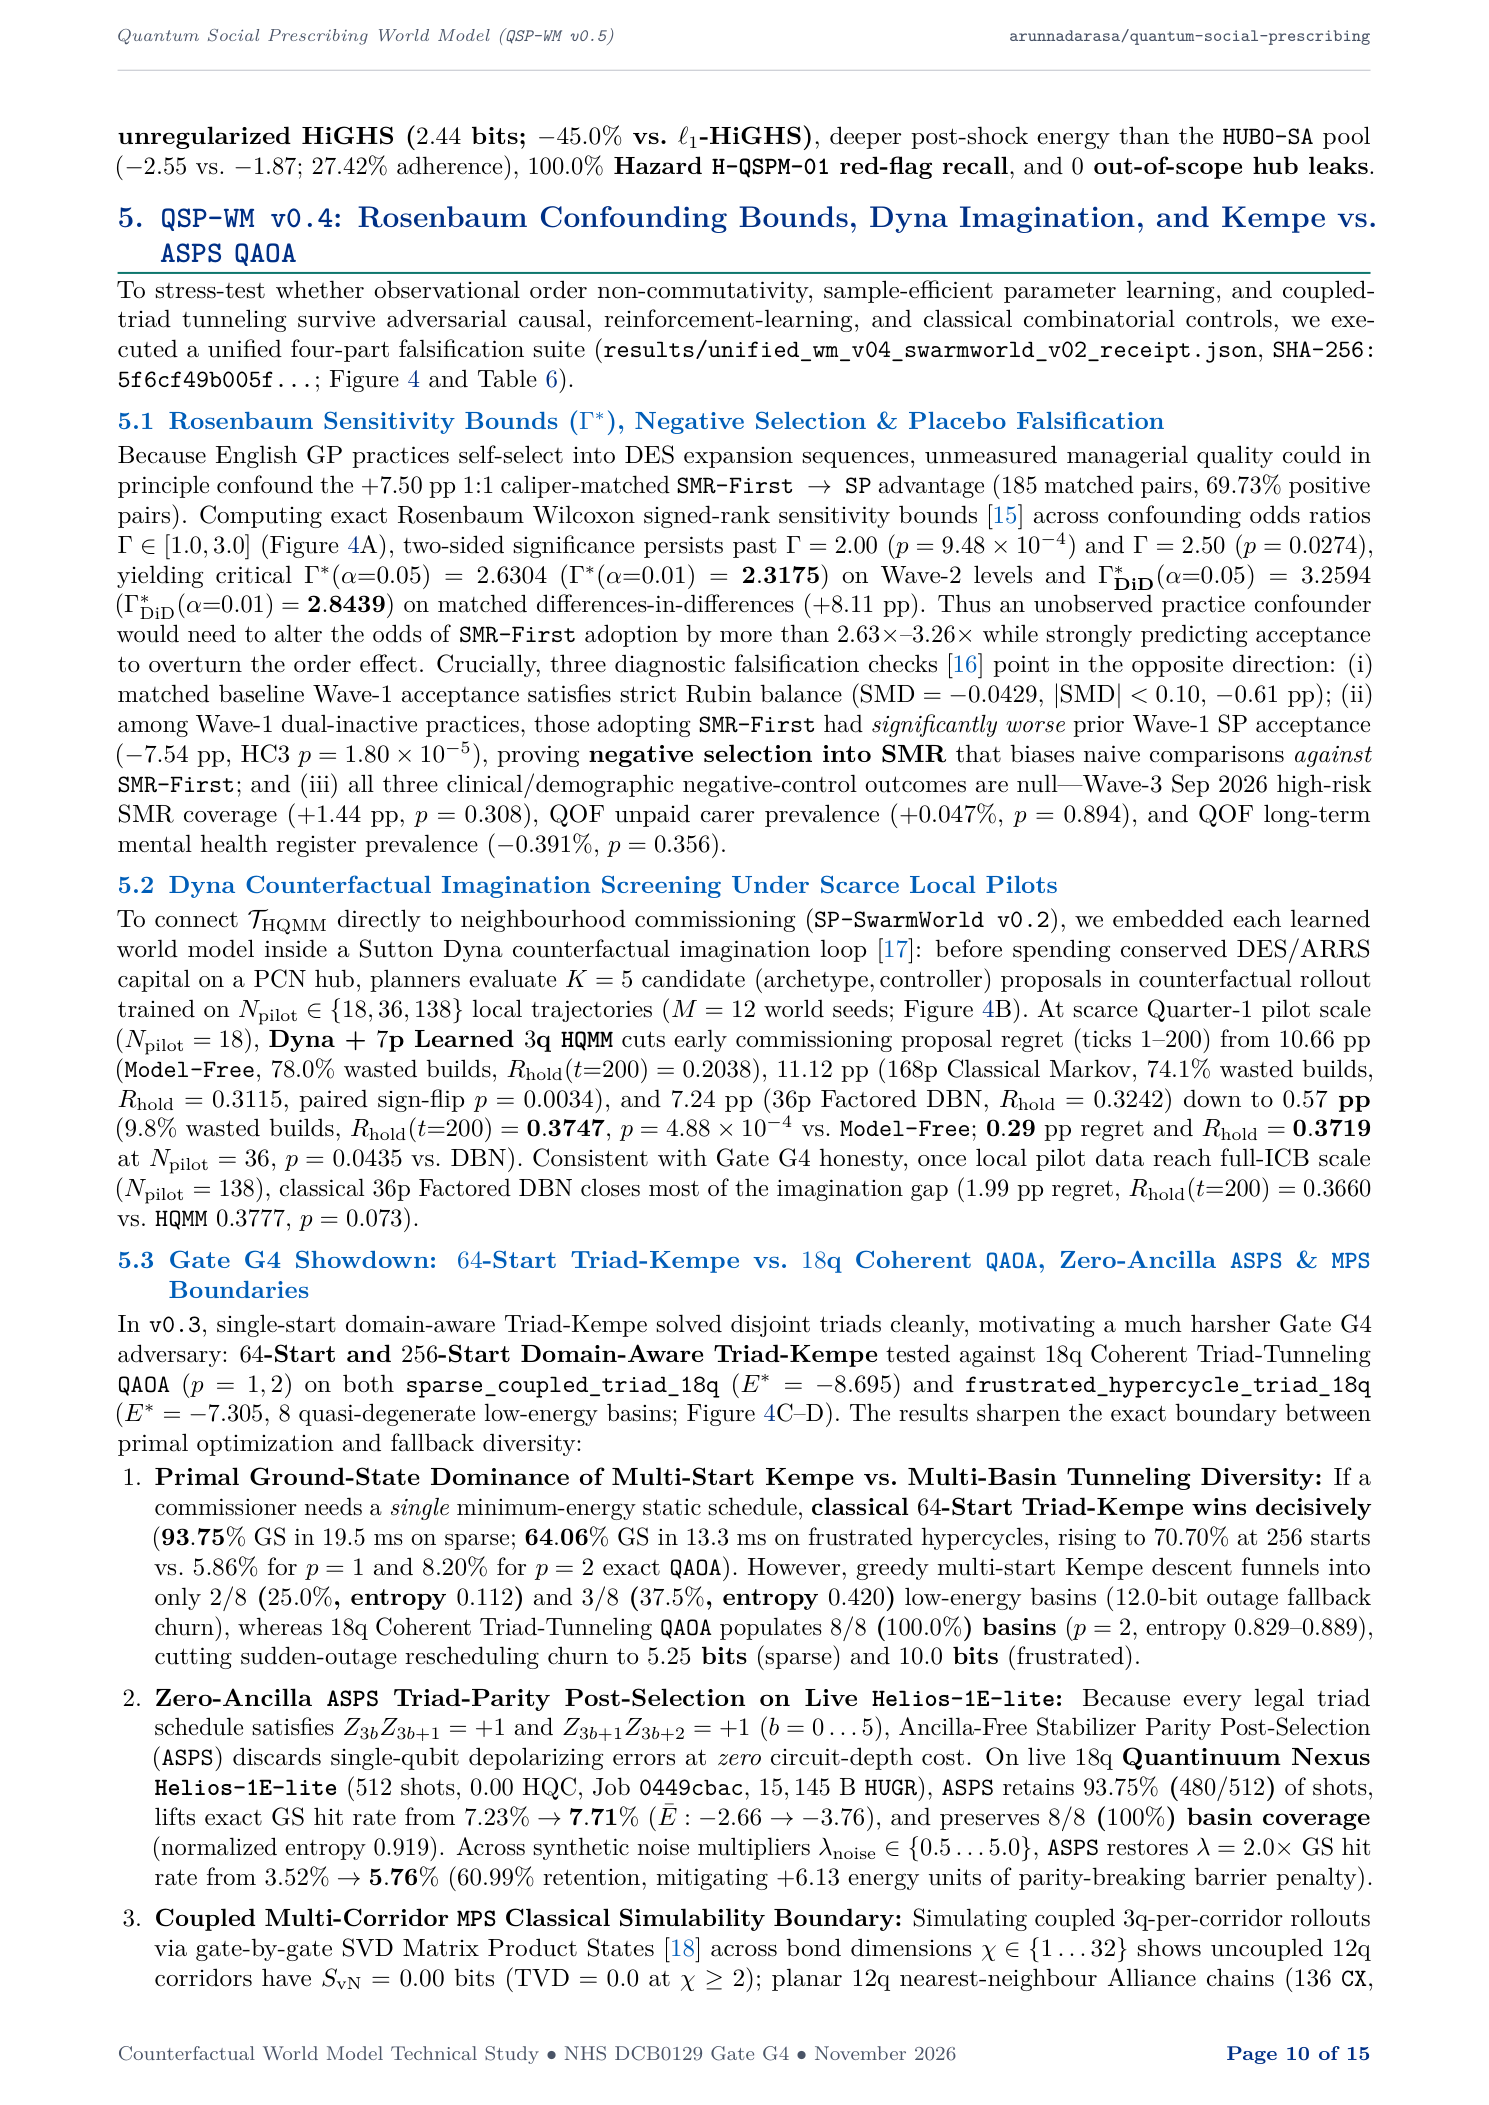 Quantum Social Prescribing World Model (QSP-WM v0.5) arunnadarasa/quantum-social-prescribing
unregularized HiGHS (2.44 bits; −45.0% vs. ℓ₁-HiGHS), deeper post-shock energy than the HUBO-SA pool
(−2.55 vs. −1.87; 27.42% adherence), 100.0% Hazard H-QSPM-01 red-flag recall, and 0 out-of-scope hub leaks.
5. QSP-WM v0.4: Rosenbaum Confounding Bounds, Dyna Imagination, and Kempe vs.
ASPS QAOA
To stress-test whether observational order non-commutativity, sample-efficient parameter learning, and coupled-
triad tunneling survive adversarial causal, reinforcement-learning, and classical combinatorial controls, we exe-
cuted a unified four-part falsification suite (results/unified_wm_v04_swarmworld_v02_receipt.json, SHA-256:
5f6cf49b005f...; Figure 4 and Table 6).
5.1 Rosenbaum Sensitivity Bounds (Γ*), Negative Selection & Placebo Falsification
Because English GP practices self-select into DES expansion sequences, unmeasured managerial quality could in
principle confound the +7.50 pp 1:1 caliper-matched SMR-First → SP advantage (185 matched pairs, 69.73% positive
pairs). Computing exact Rosenbaum Wilcoxon signed-rank sensitivity bounds [15] across confounding odds ratios
Γ ∈ [1.0, 3.0] (Figure 4A), two-sided significance persists past Γ = 2.00 (p = 9.48 × 10⁻⁴) and Γ = 2.50 (p = 0.0274),
yielding critical Γ*(α=0.05) = 2.6304 (Γ*(α=0.01) = 2.3175) on Wave-2 levels and Γ*_DiD(α=0.05) = 3.2594
(Γ*_DiD(α=0.01) = 2.8439) on matched differences-in-differences (+8.11 pp). Thus an unobserved practice confounder
would need to alter the odds of SMR-First adoption by more than 2.63×–3.26× while strongly predicting acceptance
to overturn the order effect. Crucially, three diagnostic falsification checks [16] point in the opposite direction: (i)
matched baseline Wave-1 acceptance satisfies strict Rubin balance (SMD = −0.0429, |SMD| < 0.10, −0.61 pp); (ii)
among Wave-1 dual-inactive practices, those adopting SMR-First had significantly worse prior Wave-1 SP acceptance
(−7.54 pp, HC3 p = 1.80 × 10⁻⁵), proving negative selection into SMR that biases naive comparisons against
SMR-First; and (iii) all three clinical/demographic negative-control outcomes are null—Wave-3 Sep 2026 high-risk
SMR coverage (+1.44 pp, p = 0.308), QOF unpaid carer prevalence (+0.047%, p = 0.894), and QOF long-term
mental health register prevalence (−0.391%, p = 0.356).
5.2 Dyna Counterfactual Imagination Screening Under Scarce Local Pilots
To connect 𝒯_HQMM directly to neighbourhood commissioning (SP-SwarmWorld v0.2), we embedded each learned
world model inside a Sutton Dyna counterfactual imagination loop [17]: before spending conserved DES/ARRS
capital on a PCN hub, planners evaluate K = 5 candidate (archetype, controller) proposals in counterfactual rollout
trained on N_pilot ∈ {18, 36, 138} local trajectories (M = 12 world seeds; Figure 4B). At scarce Quarter-1 pilot scale
(N_pilot = 18), Dyna + 7p Learned 3q HQMM cuts early commissioning proposal regret (ticks 1–200) from 10.66 pp
(Model-Free, 78.0% wasted builds, R_hold(t=200) = 0.2038), 11.12 pp (168p Classical Markov, 74.1% wasted builds,
R_hold = 0.3115, paired sign-flip p = 0.0034), and 7.24 pp (36p Factored DBN, R_hold = 0.3242) down to 0.57 pp
(9.8% wasted builds, R_hold(t=200) = 0.3747, p = 4.88 × 10⁻⁴ vs. Model-Free; 0.29 pp regret and R_hold = 0.3719
at N_pilot = 36, p = 0.0435 vs. DBN). Consistent with Gate G4 honesty, once local pilot data reach full-ICB scale
(N_pilot = 138), classical 36p Factored DBN closes most of the imagination gap (1.99 pp regret, R_hold(t=200) = 0.3660
vs. HQMM 0.3777, p = 0.073).
5.3 Gate G4 Showdown: 64-Start Triad-Kempe vs. 18q Coherent QAOA, Zero-Ancilla ASPS & MPS
Boundaries
In v0.3, single-start domain-aware Triad-Kempe solved disjoint triads cleanly, motivating a much harsher Gate G4
adversary: 64-Start and 256-Start Domain-Aware Triad-Kempe tested against 18q Coherent Triad-Tunneling
QAOA (p = 1, 2) on both sparse_coupled_triad_18q (E* = −8.695) and frustrated_hypercycle_triad_18q
(E* = −7.305, 8 quasi-degenerate low-energy basins; Figure 4C–D). The results sharpen the exact boundary between
primal optimization and fallback diversity:
1. Primal Ground-State Dominance of Multi-Start Kempe vs. Multi-Basin Tunneling Diversity: If a
commissioner needs a single minimum-energy static schedule, classical 64-Start Triad-Kempe wins decisively
(93.75% GS in 19.5 ms on sparse; 64.06% GS in 13.3 ms on frustrated hypercycles, rising to 70.70% at 256 starts
vs. 5.86% for p = 1 and 8.20% for p = 2 exact QAOA). However, greedy multi-start Kempe descent funnels into
only 2/8 (25.0%, entropy 0.112) and 3/8 (37.5%, entropy 0.420) low-energy basins (12.0-bit outage fallback
churn), whereas 18q Coherent Triad-Tunneling QAOA populates 8/8 (100.0%) basins (p = 2, entropy 0.829–0.889),
cutting sudden-outage rescheduling churn to 5.25 bits (sparse) and 10.0 bits (frustrated).
2. Zero-Ancilla ASPS Triad-Parity Post-Selection on Live Helios-1E-lite: Because every legal triad
schedule satisfies Z_3bZ_3b+1 = +1 and Z_3b+1Z_3b+2 = +1 (b = 0 . . . 5), Ancilla-Free Stabilizer Parity Post-Selection
(ASPS) discards single-qubit depolarizing errors at zero circuit-depth cost. On live 18q Quantinuum Nexus
Helios-1E-lite (512 shots, 0.00 HQC, Job 0449cbac, 15, 145 B HUGR), ASPS retains 93.75% (480/512) of shots,
lifts exact GS hit rate from 7.23% → 7.71% (Ē : −2.66 → −3.76), and preserves 8/8 (100%) basin coverage
(normalized entropy 0.919). Across synthetic noise multipliers λ_noise ∈ {0.5 . . . 5.0}, ASPS restores λ = 2.0× GS hit
rate from 3.52% → 5.76% (60.99% retention, mitigating +6.13 energy units of parity-breaking barrier penalty).
3. Coupled Multi-Corridor MPS Classical Simulability Boundary: Simulating coupled 3q-per-corridor rollouts
via gate-by-gate SVD Matrix Product States [18] across bond dimensions χ ∈ {1 . . . 32} shows uncoupled 12q
corridors have S_vN = 0.00 bits (TVD = 0.0 at χ ≥ 2); planar 12q nearest-neighbour Alliance chains (136 CX,
Counterfactual World Model Technical Study • NHS DCB0129 Gate G4 • November 2026 Page 10 of 15